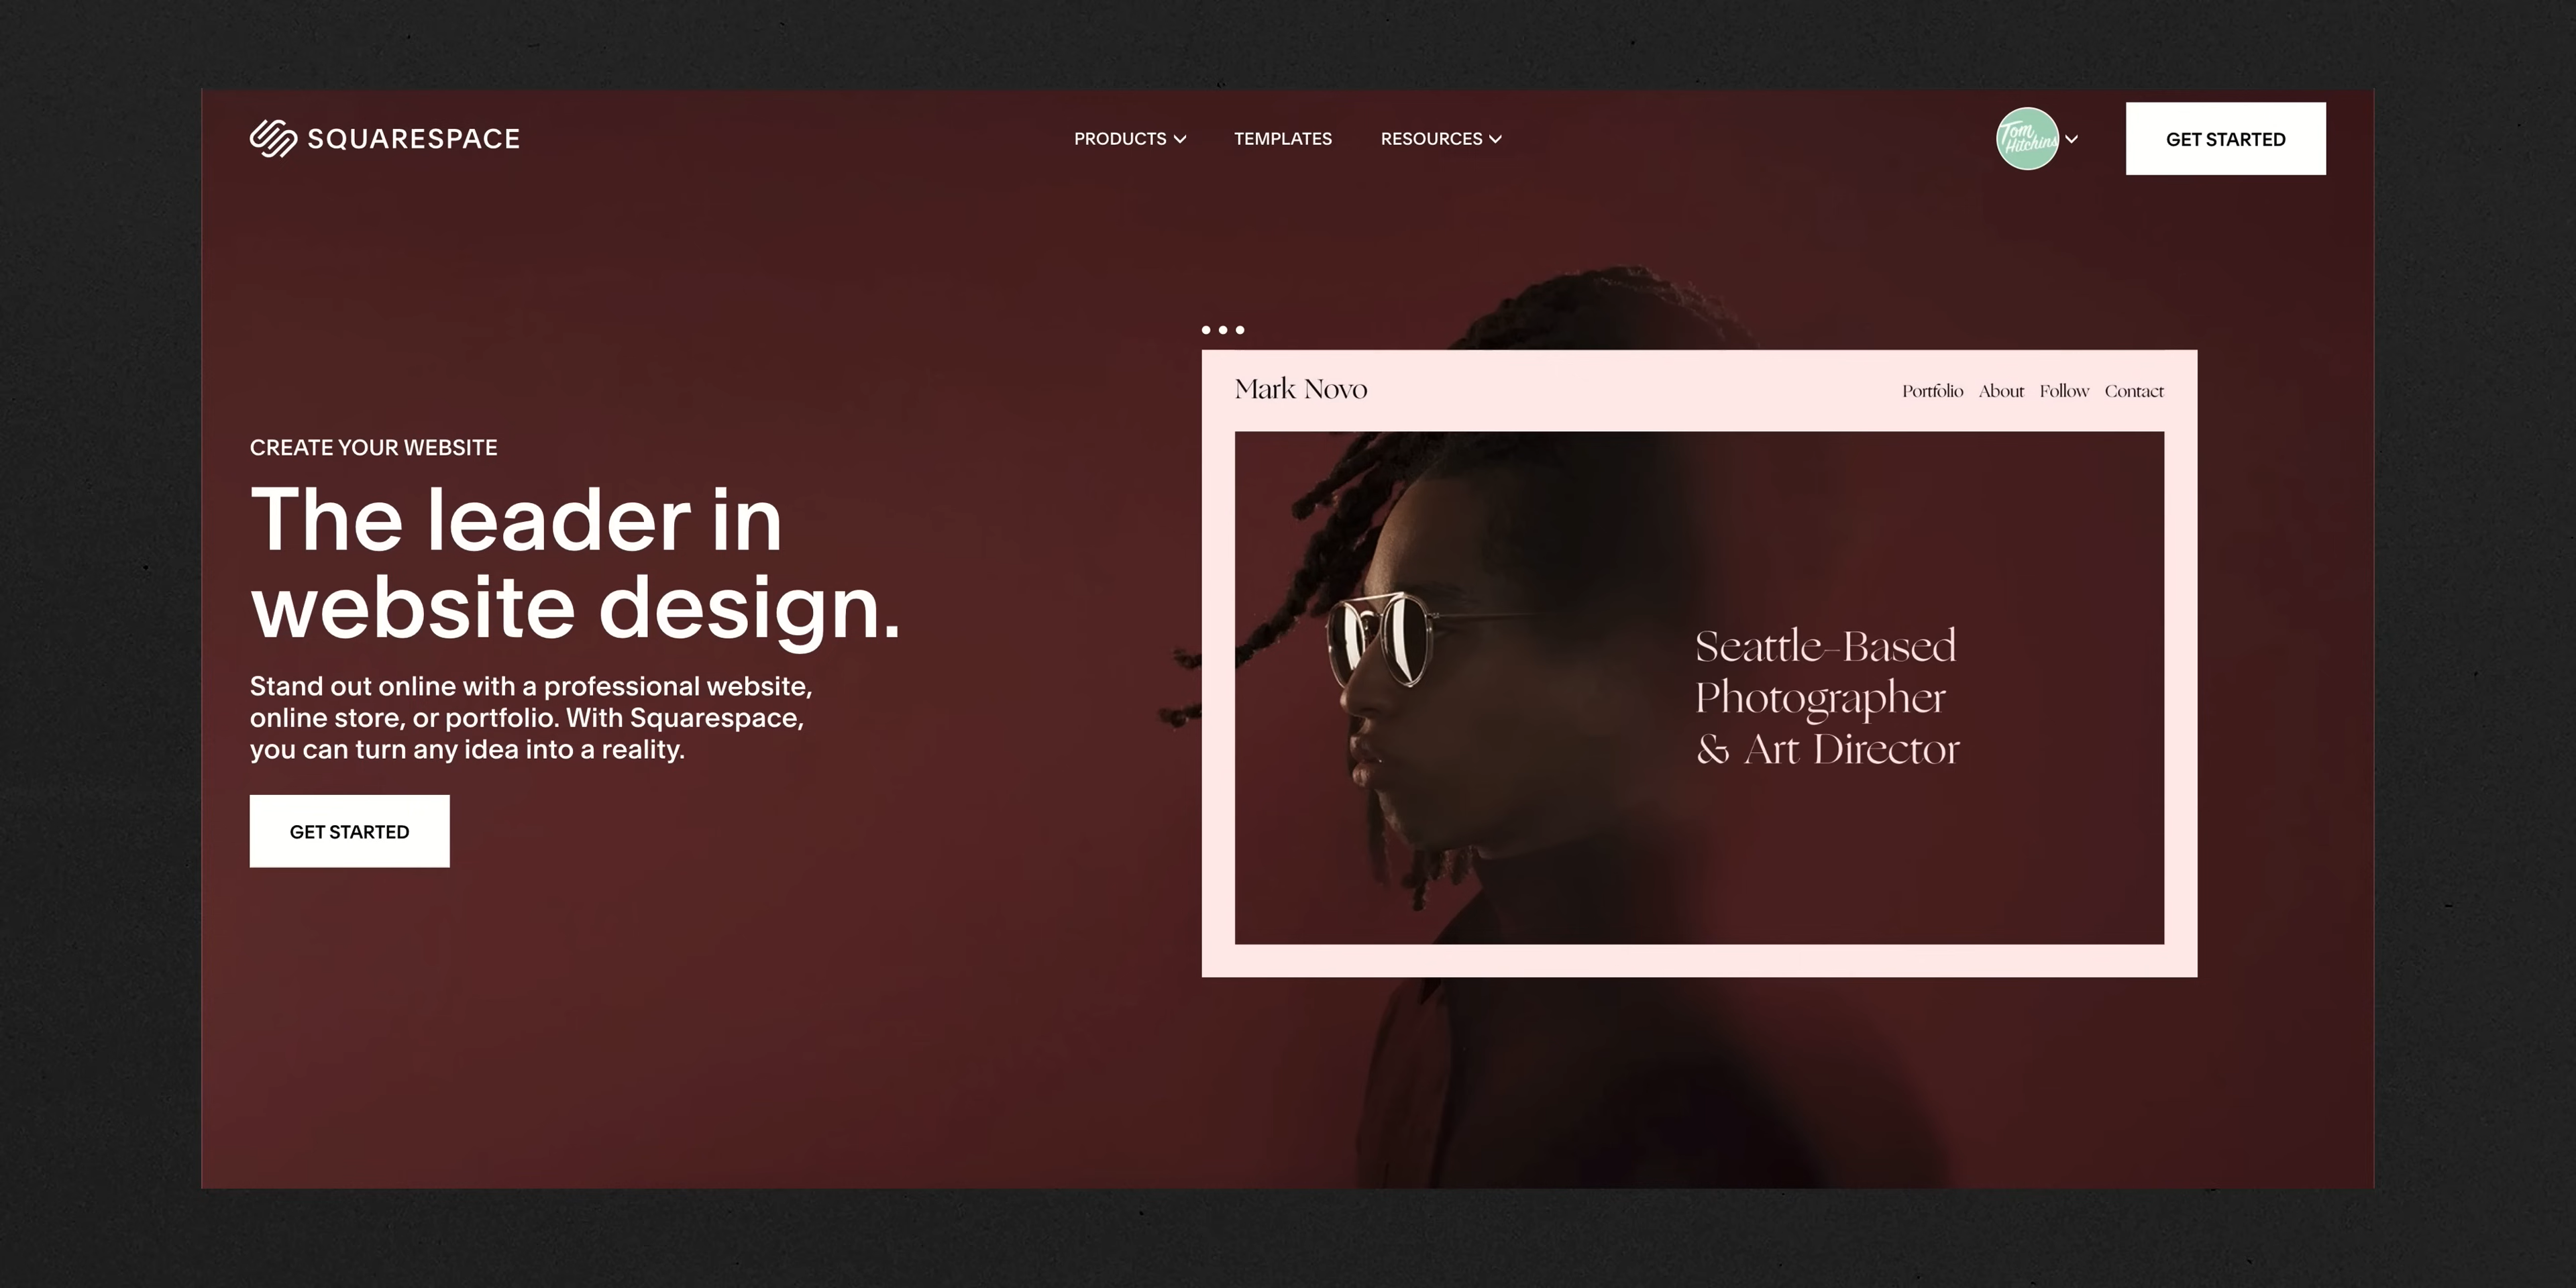 SQUARESPACE
PRODUCTS
TEMPLATES
RESOURCES
Tom
Hitchins
GET STARTED
CREATE YOUR WEBSITE
The leader in
website design.
Stand out online with a professional website,
online store, or portfolio. With Squarespace,
you can turn any idea into a reality.
GET STARTED
Mark Novo
Portfolio About Follow Contact
Seattle-Based
Photographer
& Art Director